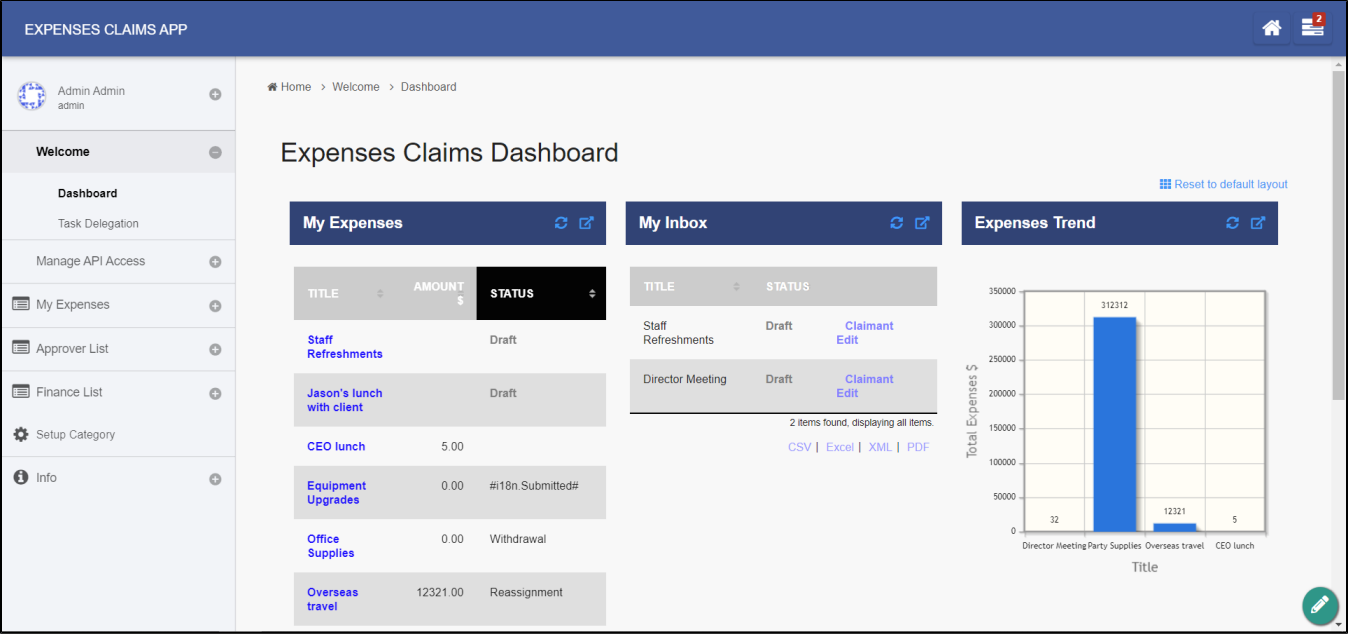 EXPENSES CLAIMS APP
2
Admin Admin
admin
Welcome
Dashboard
Task Delegation
Manage API Access
My Expenses
Approver List
Finance List
Setup Category
Info
Home > Welcome > Dashboard
Expenses Claims Dashboard
Reset to default layout
My Expenses
TITLE AMOUNT STATUS
$
Staff Draft
Refreshments
Jason's lunch Draft
with client
CEO lunch 5.00
Equipment 0.00 #i18n.Submitted#
Upgrades
Office 0.00 Withdrawal
Supplies
Overseas 12321.00 Reassignment
travel
My Inbox
TITLE STATUS
Staff Draft Claimant
Refreshments Edit
Director Meeting Draft Claimant
Edit
2 items found, displaying all items.
CSV | Excel | XML | PDF
Expenses Trend
Total Expenses $
350000
300000
250000
200000
150000
100000
50000
0
32 312312 12321 5
Director Meeting Party Supplies Overseas travel CEO lunch
Title